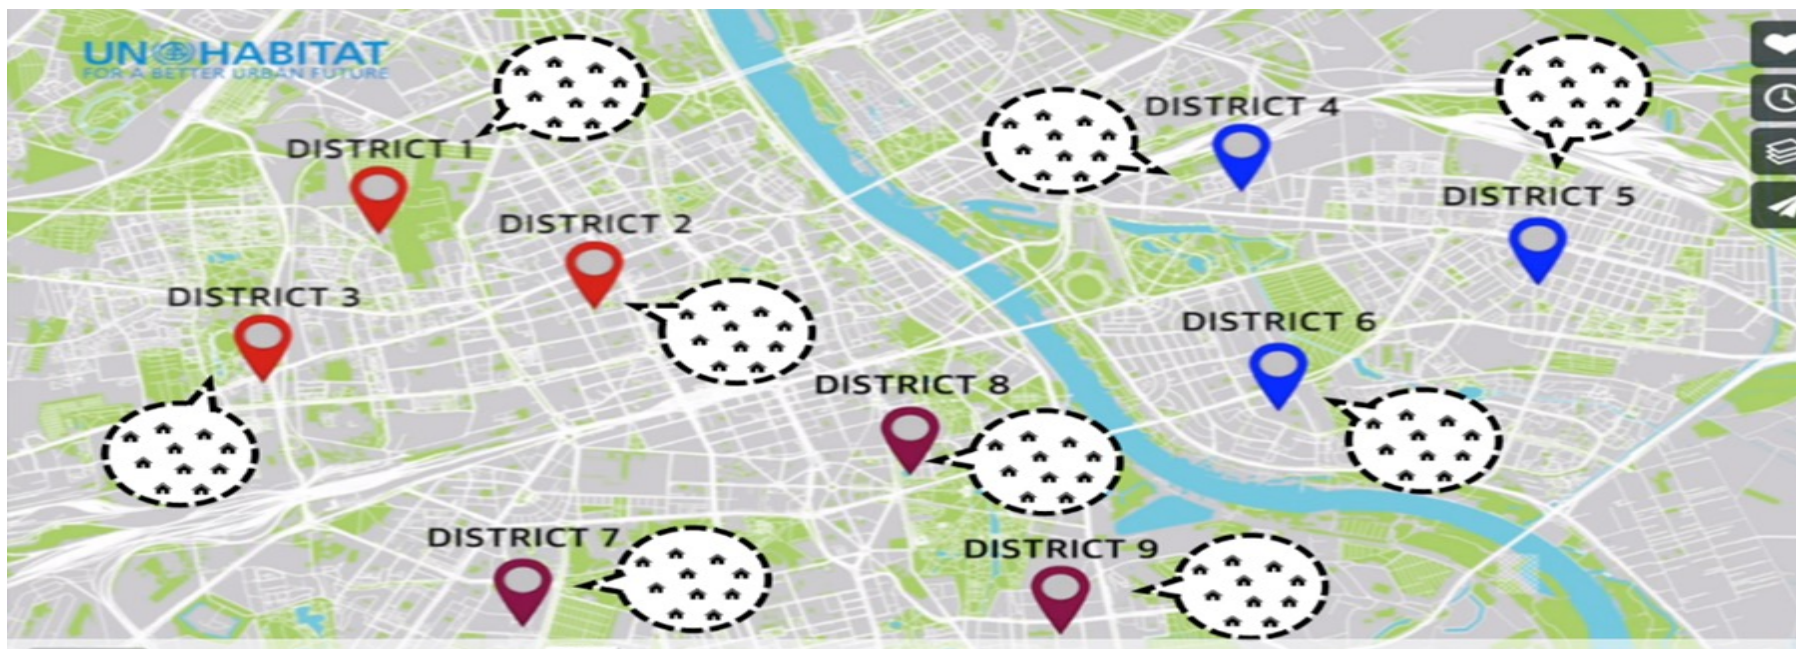 UN HABITAT
FOR A BETTER URBAN FUTURE
DISTRICT 1
DISTRICT 2
DISTRICT 3
DISTRICT 4
DISTRICT 5
DISTRICT 6
DISTRICT 7
DISTRICT 8
DISTRICT 9